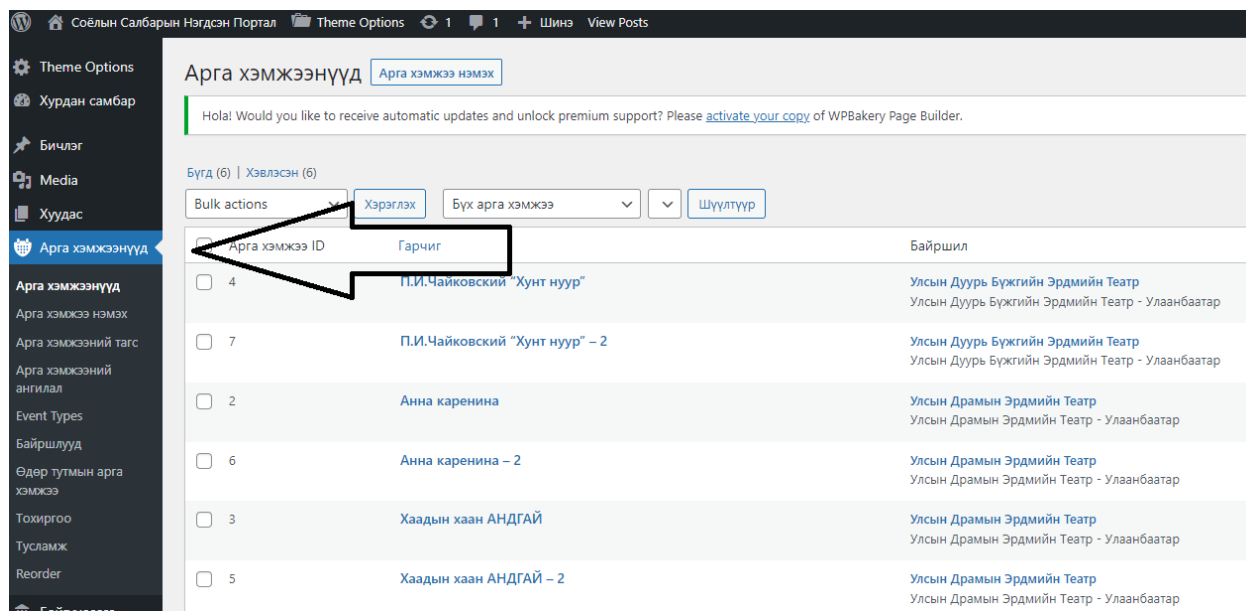 Соёлын Салбарын Нэгдсэн Портал Theme Options 1 1 Шинэ View Posts
Theme Options
Хурдан самбар
Бичлэг
Media
Хуудас
Арга хэмжээнүүд
Арга хэмжээнүүд
Арга хэмжээ нэмэх
Арга хэмжээний тагс
Арга хэмжээний
ангилал
Event Types
Байршлууд
Өдөр тутмын арга
хэмжээ
Тохиргоо
Тусламж
Reorder
Арга хэмжээнүүд Арга хэмжээ нэмэх
Hola! Would you like to receive automatic updates and unlock premium support? Please activate your copy of WPBakery Page Builder.
Бүгд (6) | Хэвлэсэн (6)
Bulk actions Хэрэглэх Бүх арга хэмжээ Шүүлтүүр
Арга хэмжээ ID Гарчиг Байршил
4 П.И.Чайковский “Хунт нуур” Улсын Дуурь Бүжгийн Эрдмийн Театр
Улсын Дуурь Бүжгийн Эрдмийн Театр - Улаанбаатар
7 П.И.Чайковский “Хунт нуур” – 2 Улсын Дуурь Бүжгийн Эрдмийн Театр
Улсын Дуурь Бүжгийн Эрдмийн Театр - Улаанбаатар
2 Анна каренина Улсын Драмын Эрдмийн Театр
Улсын Драмын Эрдмийн Театр - Улаанбаатар
6 Анна каренина – 2 Улсын Драмын Эрдмийн Театр
Улсын Драмын Эрдмийн Театр - Улаанбаатар
3 Хаадын хаан АНДГАЙ Улсын Драмын Эрдмийн Театр
Улсын Драмын Эрдмийн Театр - Улаанбаатар
5 Хаадын хаан АНДГАЙ – 2 Улсын Драмын Эрдмийн Театр
Улсын Драмын Эрдмийн Театр - Улаанбаатар